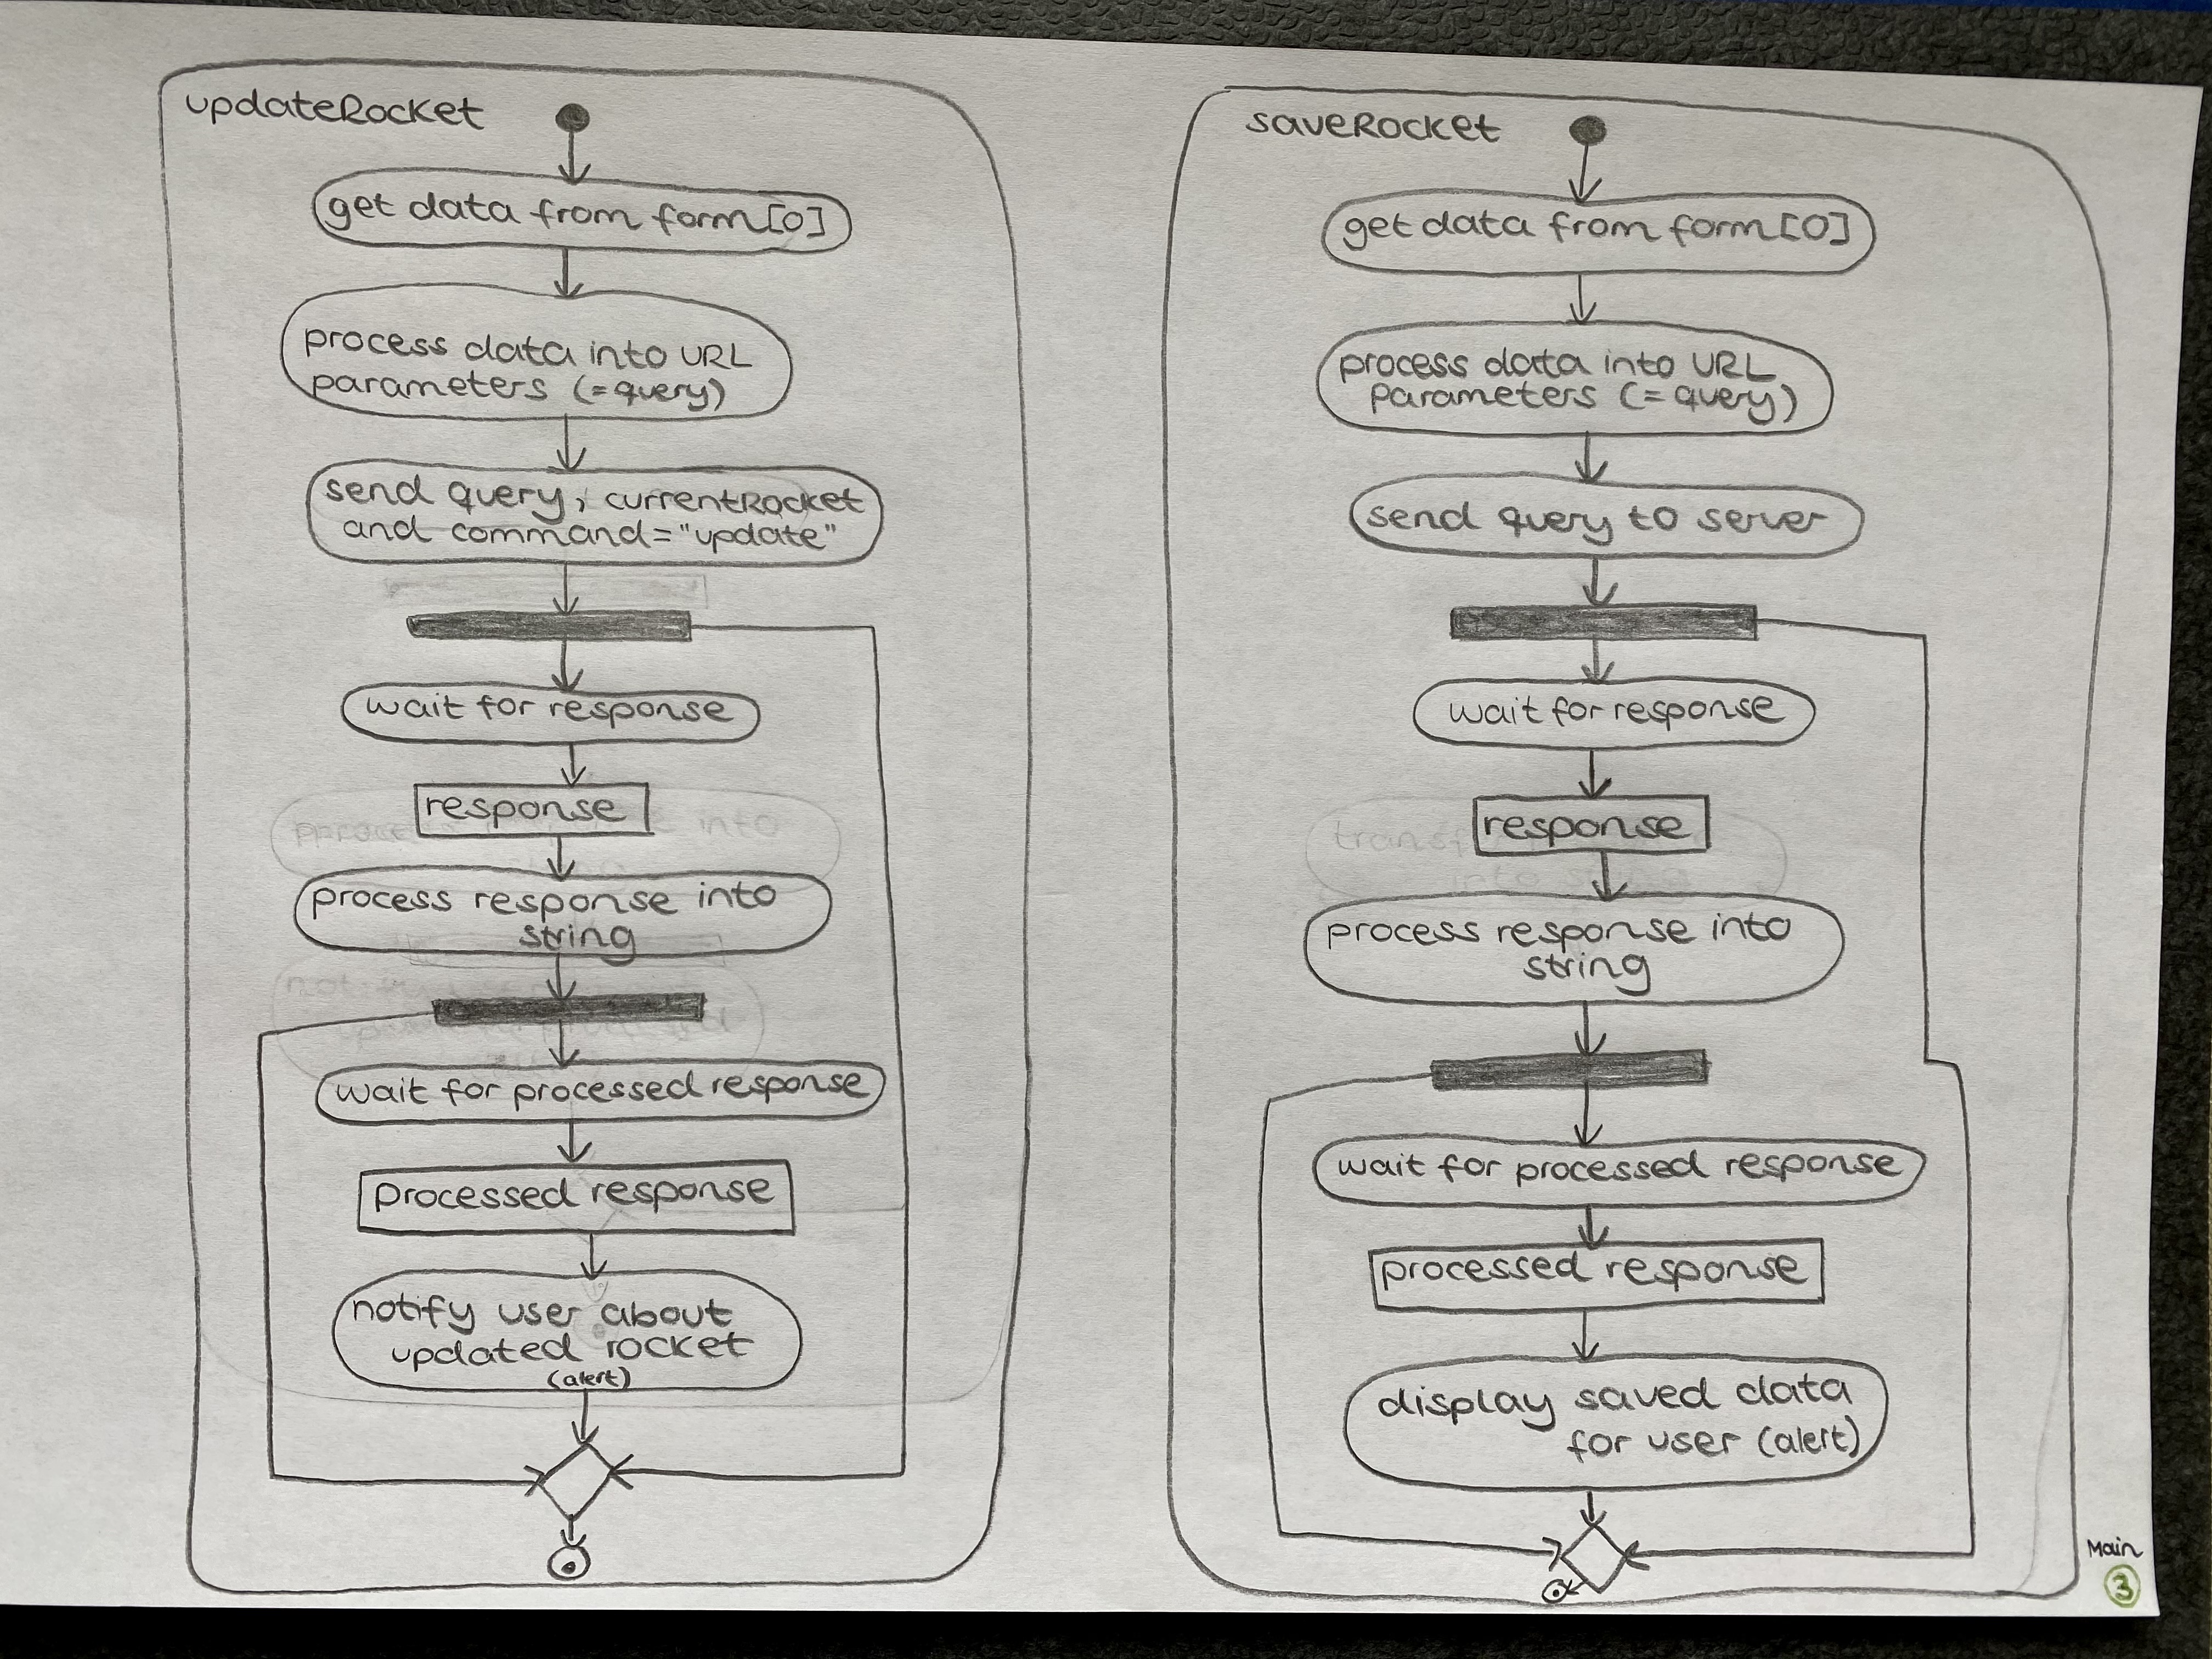 updateRocket
get data from form[0]
process data into URL
parameters (=query)
send query, currentRocket
and command="update"
wait for response
response
process response into
string
wait for processed response
processed response
notify user about
updated rocket
(alert)
saveRocket
get data from form[0]
process data into URL
parameters (=query)
send query to server
wait for response
response
process response into
string
wait for processed response
processed response
display saved data
for user (alert)
Main
3